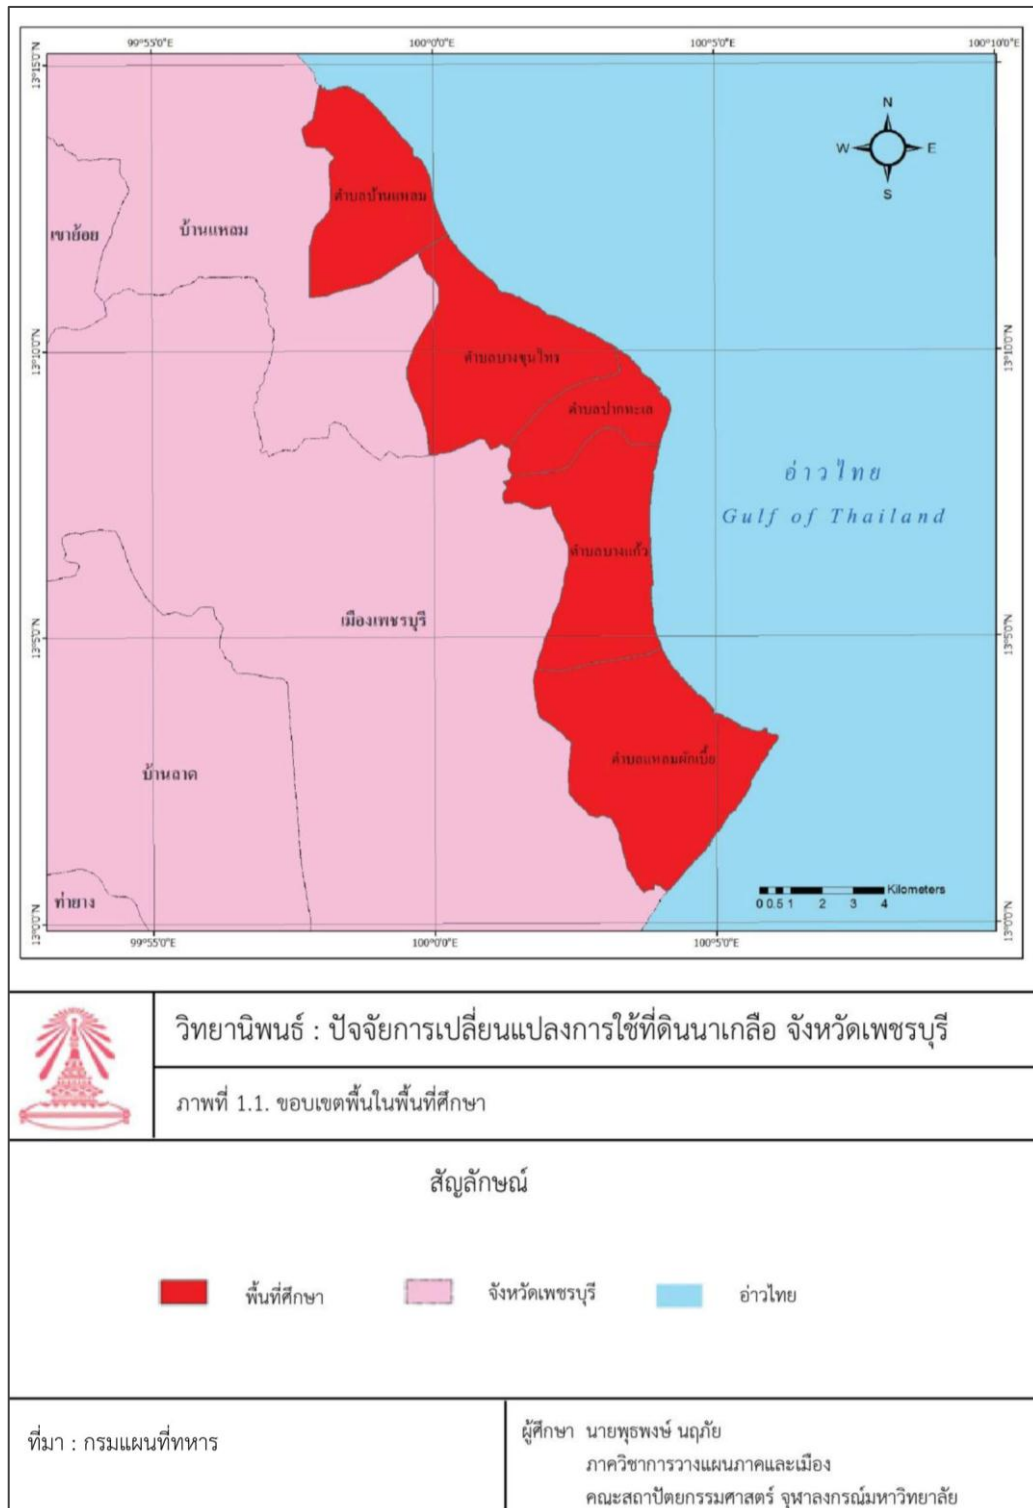 99°55'0"E 100°0'0"E 100°5'0"E 100°10'0"E
13°15'0"N
N
W E
S
ตำบลบ้านแหลม
เขาย้อย
บ้านแหลม
13°10'0"N 13°10'0"N
ตำบลบางขุนไทร
ตำบลปากทะเล
อ่าวไทย
Gulf of Thailand
ตำบลบางแก้ว
เมืองเพชรบุรี
13°5'0"N 13°5'0"N
ตำบลแหลมผักเบี้ย
บ้านลาด
ท่ายาง
Kilometers
0 0.5 1 2 3 4
13°0'0"N 13°0'0"N
99°55'0"E 100°0'0"E 100°5'0"E
วิทยานิพนธ์ : ปัจจัยการเปลี่ยนแปลงการใช้ที่ดินนาเกลือ จังหวัดเพชรบุรี
ภาพที่ 1.1. ขอบเขตพื้นในพื้นที่ศึกษา
สัญลักษณ์
พื้นที่ศึกษา จังหวัดเพชรบุรี อ่าวไทย
ที่มา : กรมแผนที่ทหาร
ผู้ศึกษา นายพุธพงษ์ นฤภัย
ภาควิชาการวางแผนภาคและเมือง
คณะสถาปัตยกรรมศาสตร์ จุฬาลงกรณ์มหาวิทยาลัย